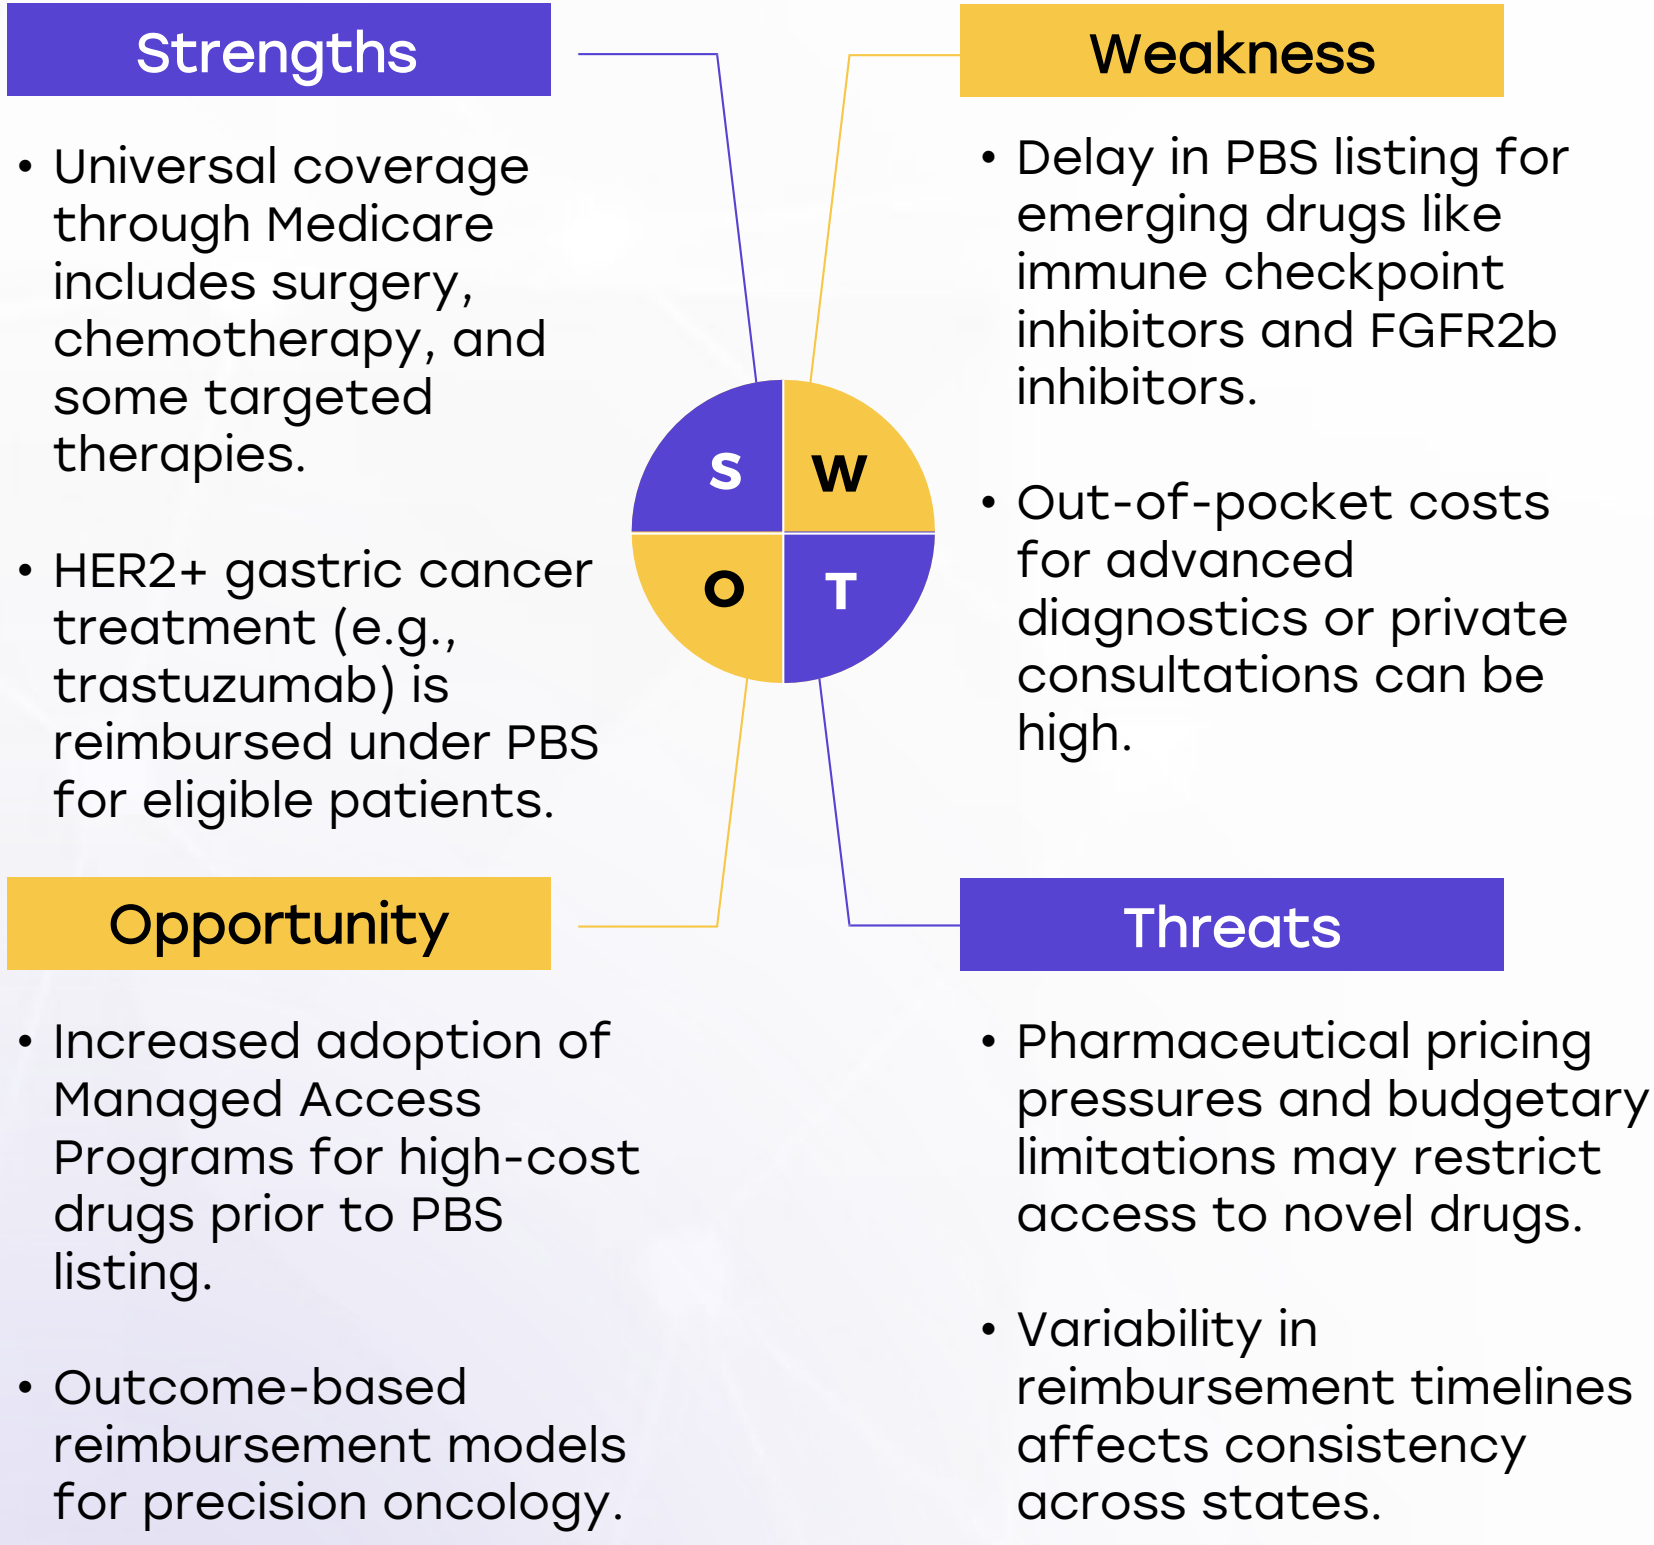 Strengths
• Universal coverage
through Medicare
includes surgery,
chemotherapy, and
some targeted
therapies.
• HER2+ gastric cancer
treatment (e.g.,
trastuzumab) is
reimbursed under PBS
for eligible patients.
Weakness
• Delay in PBS listing for
emerging drugs like
immune checkpoint
inhibitors and FGFR2b
inhibitors.
• Out-of-pocket costs
for advanced
diagnostics or private
consultations can be
high.
S
W
O
T
Opportunity
• Increased adoption of
Managed Access
Programs for high-cost
drugs prior to PBS
listing.
• Outcome-based
reimbursement models
for precision oncology.
Threats
• Pharmaceutical pricing
pressures and budgetary
limitations may restrict
access to novel drugs.
• Variability in
reimbursement timelines
affects consistency
across states.